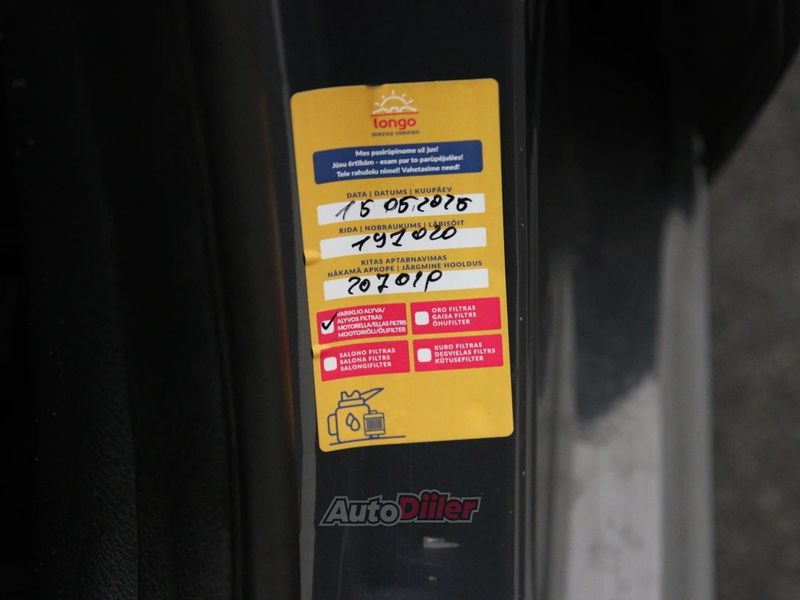 longo
SERVICE VERIFIED
Mes pasirūpinome už jus!
Jūsu ērtībām - esam par to parūpējušies!
Teie rahulolu nimel! Vahetasime need!
DATA | DATUMS | KUUPÄEV
15 05.2025
RIDA | NOBRAUKUMS | LÄBISÕIT
191020
KITAS APTARNAVIMAS
NĀKAMĀ APKOPE | JÄRGMINE HOOLDUS
VARIKLIO ALYVA/
ALYVOS FILTRAS
MOTORELLA/EĻĻAS FILTRS
MOOTORIÕLI/ÕLIFILTER
ORO FILTRAS
GAISA FILTRS
ÕHUFILTER
SALONO FILTRAS
SALONA FILTRS
SALONGIFILTER
KURO FILTRAS
DEGVIELAS FILTRS
KÜTUSEFILTER
AutoDiiler